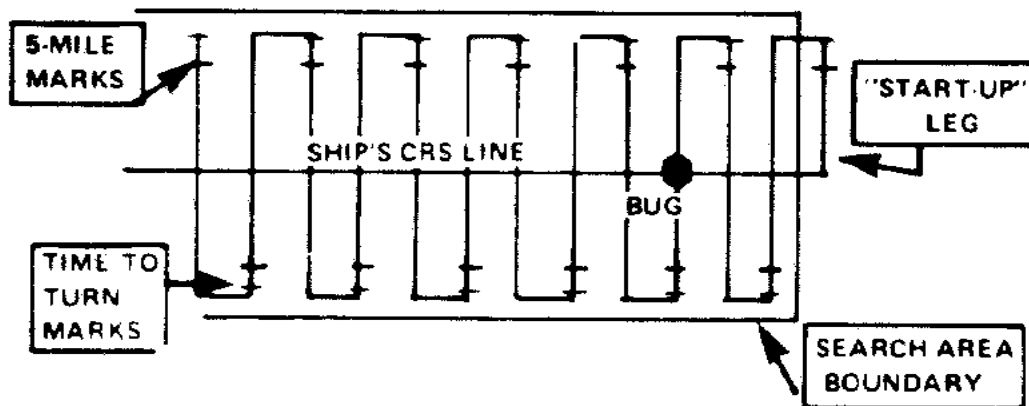 5-MILE
MARKS
"START-UP"
LEG
SHIP'S CRS LINE
BUG
TIME TO
TURN
MARKS
SEARCH AREA
BOUNDARY